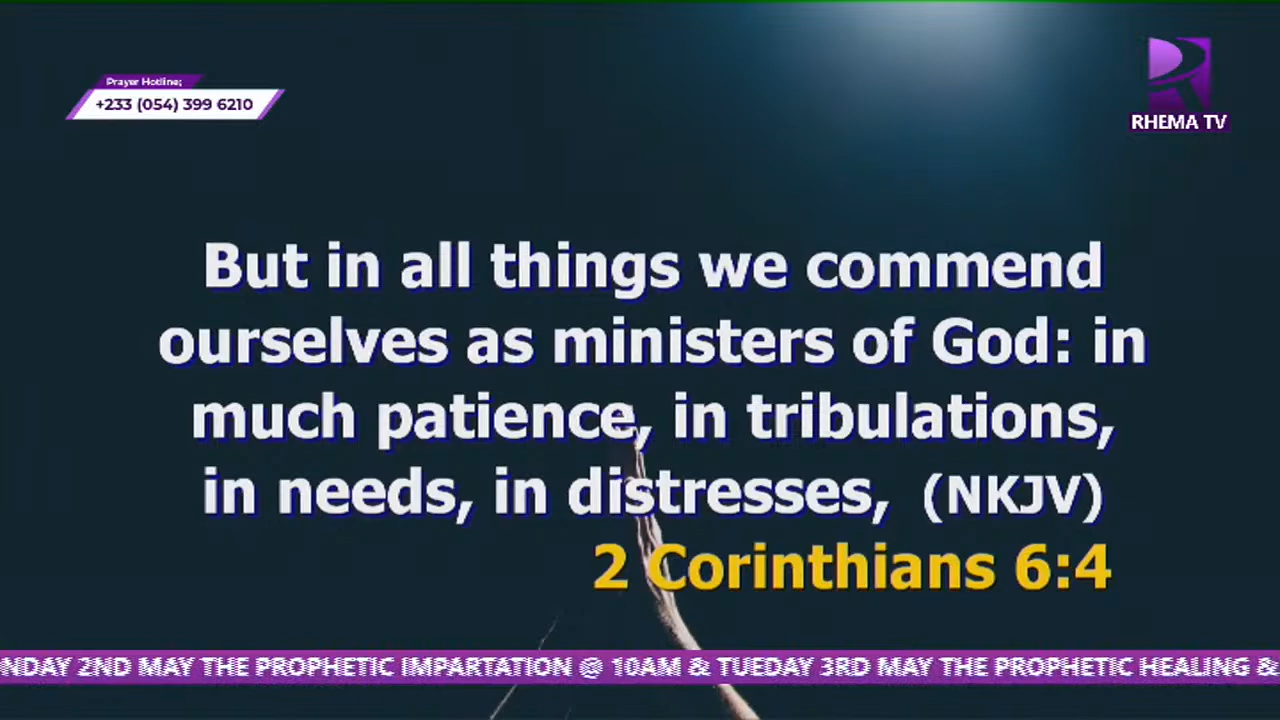 Prayer Hotline;
+233 (054) 399 6210
RHEMA TV
But in all things we commend
ourselves as ministers of God: in
much patience, in tribulations,
in needs, in distresses, (NKJV)
2 Corinthians 6:4
2ND MAY THE PROPHETIC IMPARTATION @ 10AM & TUEDAY 3RD MAY THE PROPHETIC HEALING &